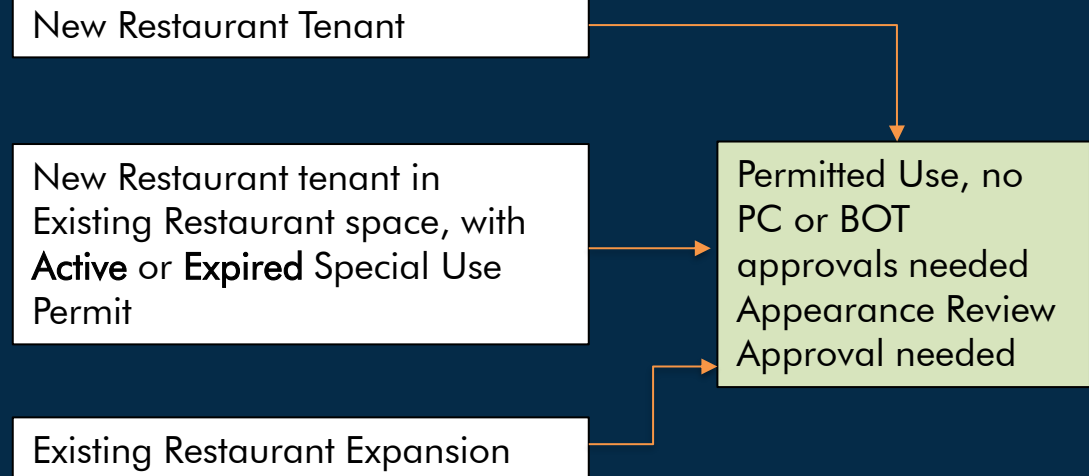 New Restaurant Tenant
New Restaurant tenant in
Existing Restaurant space, with
Active or Expired Special Use
Permit
Permitted Use, no
PC or BOT
approvals needed
Appearance Review
Approval needed
Existing Restaurant Expansion